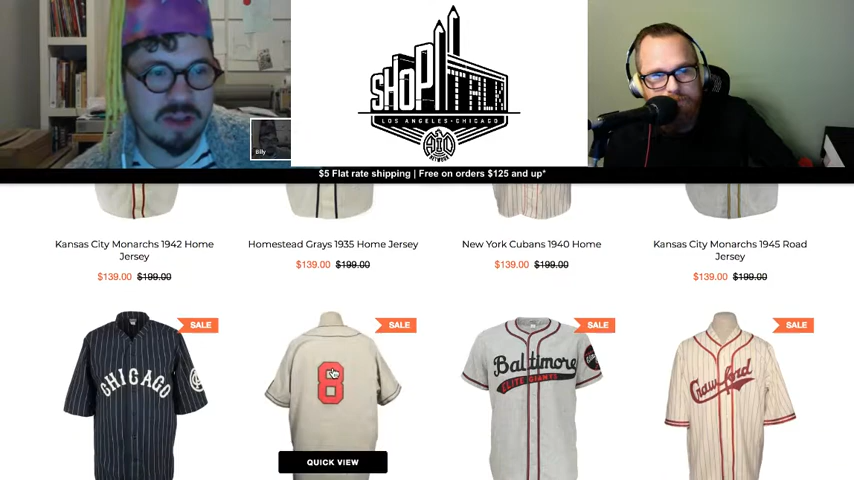 SHOP TALK
LOS ANGELES • CHICAGO
AIO
NETWORK
Billy
$5 Flat rate shipping | Free on orders $125 and up*
Kansas City Monarchs 1942 Home Jersey
$139.00 $199.00
Homestead Grays 1935 Home Jersey
$139.00 $199.00
New York Cubans 1940 Home
$139.00 $199.00
Kansas City Monarchs 1945 Road Jersey
$139.00 $199.00
SALE
SALE
SALE
SALE
CHICAGO
8
Baltimore
ELITE GIANTS
Crawford
QUICK VIEW